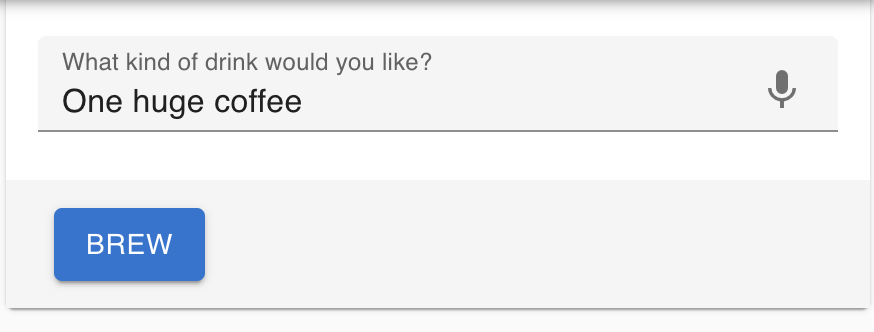 What kind of drink would you like?
One huge coffee
BREW